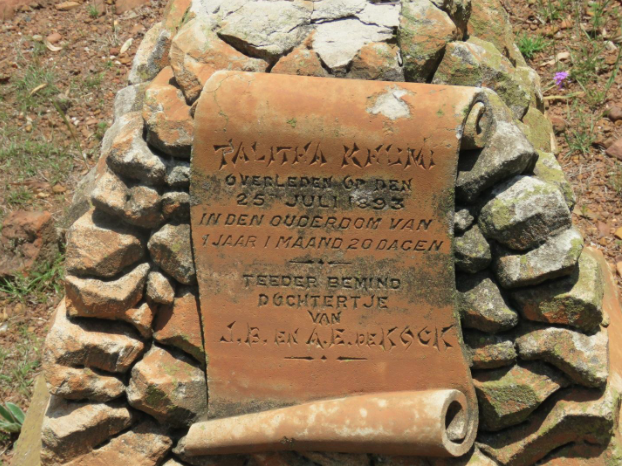 TALITHA KEUMI
OVERLEDEN OP DEN
25 JULI 1893
IN DEN OUDERDOM VAN
1 JAAR 1 MAAND 20 DAGEN
TEEDER BEMIND
DOCHTERTJE
VAN
J.B. EN A.E. DE KOCK